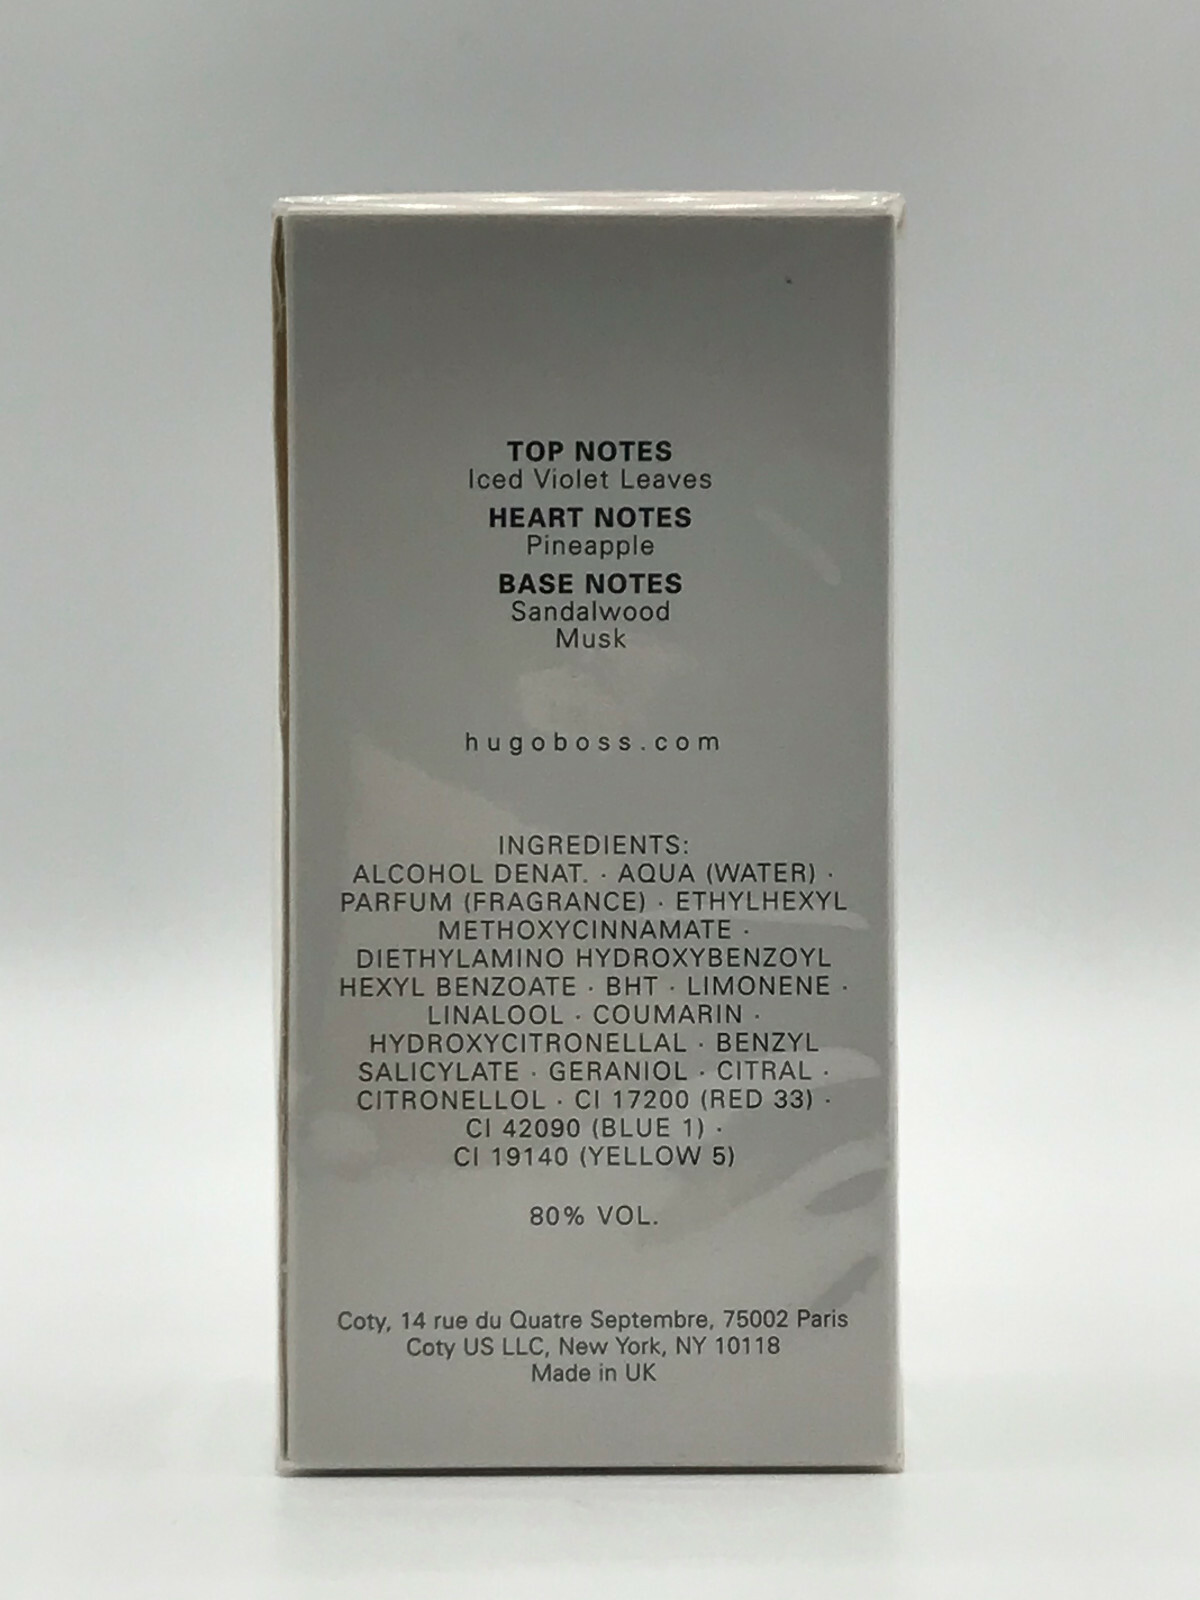 TOP NOTES
Iced Violet Leaves
HEART NOTES
Pineapple
BASE NOTES
Sandalwood
Musk
hugoboss.com
INGREDIENTS:
ALCOHOL DENAT. · AQUA (WATER) ·
PARFUM (FRAGRANCE) · ETHYLHEXYL
METHOXYCINNAMATE ·
DIETHYLAMINO HYDROXYBENZOYL
HEXYL BENZOATE · BHT · LIMONENE ·
LINALOOL · COUMARIN ·
HYDROXYCITRONELLAL · BENZYL
SALICYLATE · GERANIOL · CITRAL ·
CITRONELLOL · CI 17200 (RED 33) ·
CI 42090 (BLUE 1) ·
CI 19140 (YELLOW 5)
80% VOL.
Coty, 14 rue du Quatre Septembre, 75002 Paris
Coty US LLC, New York, NY 10118
Made in UK